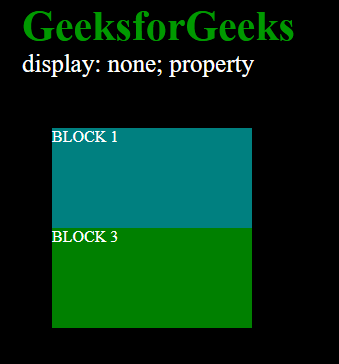 GeeksforGeeks
display: none; property
BLOCK 1
BLOCK 3